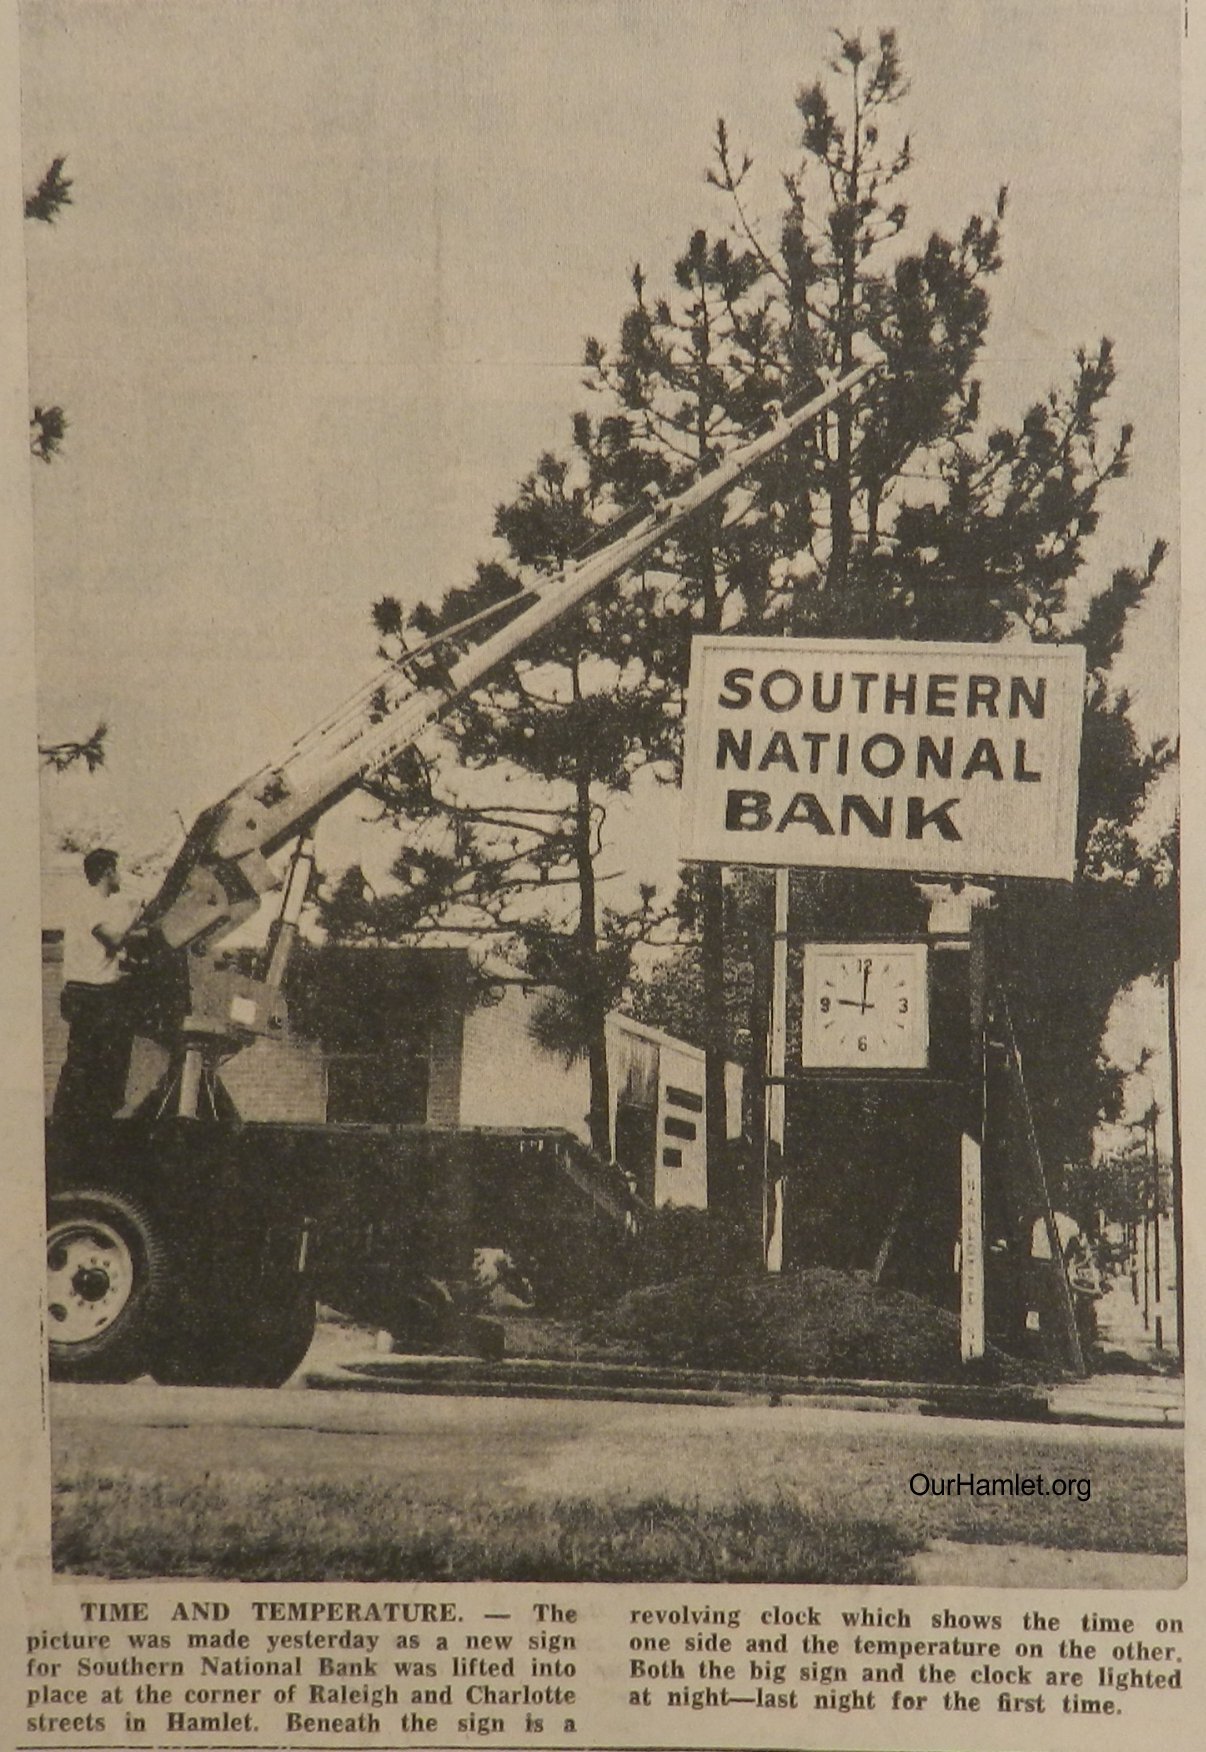 SOUTHERN
NATIONAL
BANK
12
9 3
6
OurHamlet.org
TIME AND TEMPERATURE. — The
picture was made yesterday as a new sign
for Southern National Bank was lifted into
place at the corner of Raleigh and Charlotte
streets in Hamlet. Beneath the sign is a
revolving clock which shows the time on
one side and the temperature on the other.
Both the big sign and the clock are lighted
at night—last night for the first time.